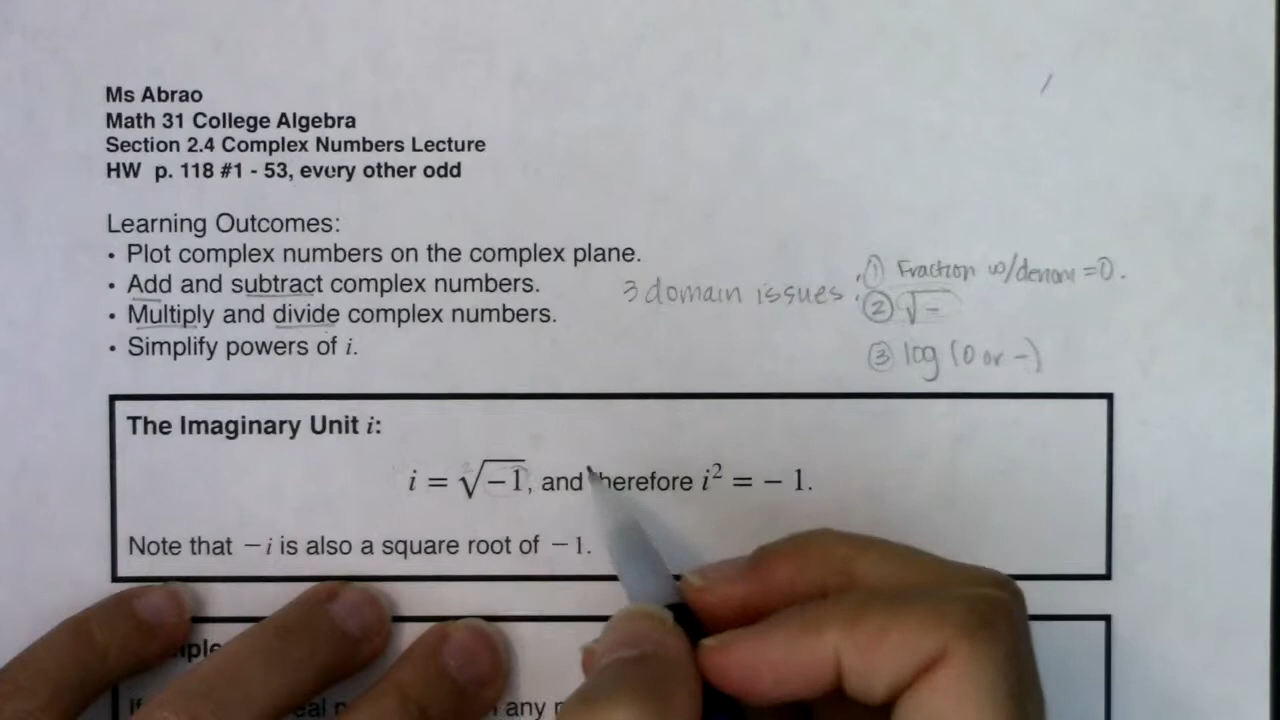 Ms Abrao
Math 31 College Algebra
Section 2.4 Complex Numbers Lecture
HW p. 118 #1 - 53, every other odd
Learning Outcomes:
• Plot complex numbers on the complex plane.
• Add and subtract complex numbers.
• Multiply and divide complex numbers.
• Simplify powers of i.
3 domain issues
① Fraction w/denom =0.
② √-
③ log (0 or -)
The Imaginary Unit i:
i = √−1, and therefore i² = − 1.
Note that −i is also a square root of −1.
any